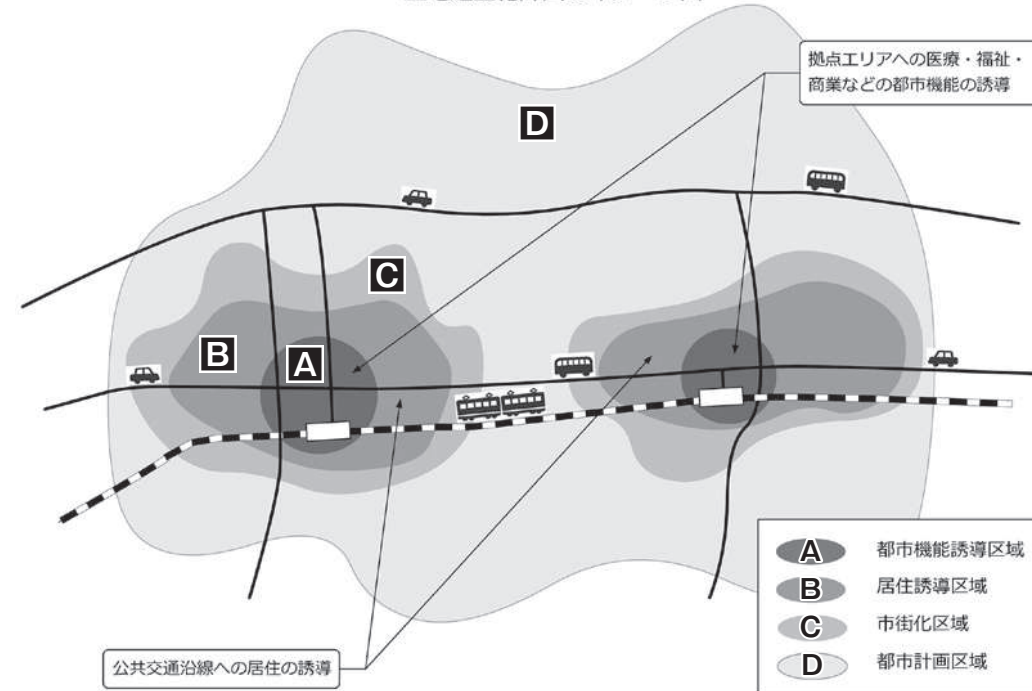 拠点エリアへの医療・福祉・
商業などの都市機能の誘導
D
C
B
A
公共交通沿線への居住の誘導
A 都市機能誘導区域
B 居住誘導区域
C 市街化区域
D 都市計画区域